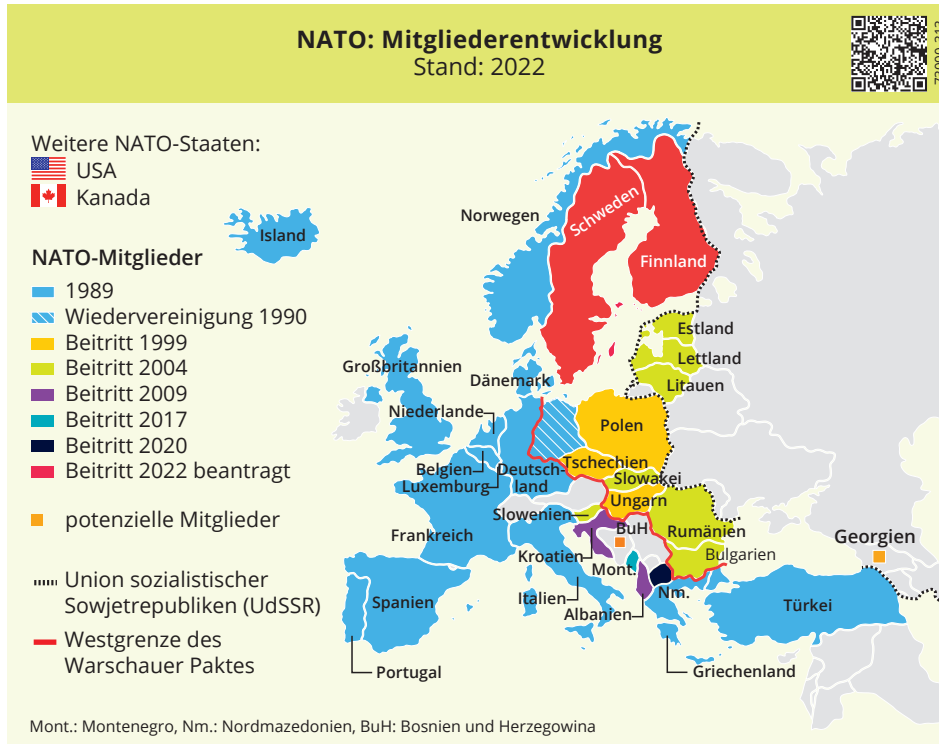 NATO: Mitgliederentwicklung
Stand: 2022
Weitere NATO-Staaten:
USA
Kanada
NATO-Mitglieder
1989
Wiedervereinigung 1990
Beitritt 1999
Beitritt 2004
Beitritt 2009
Beitritt 2017
Beitritt 2020
Beitritt 2022 beantragt
potenzielle Mitglieder
Union sozialistischer
Sowjetrepubliken (UdSSR)
Westgrenze des
Warschauer Paktes
Island
Norwegen
Schweden
Finnland
Estland
Lettland
Litauen
Großbritannien
Dänemark
Niederlande
Polen
Belgien
Luxemburg
Deutsch-
land
Tschechien
Slowakei
Ungarn
Slowenien
Frankreich
BuH
Rumänien
Bulgarien
Georgien
Kroatien
Mont.
Nm.
Italien
Albanien
Spanien
Türkei
Portugal
Griechenland
Mont.: Montenegro, Nm.: Nordmazedonien, BuH: Bosnien und Herzegowina